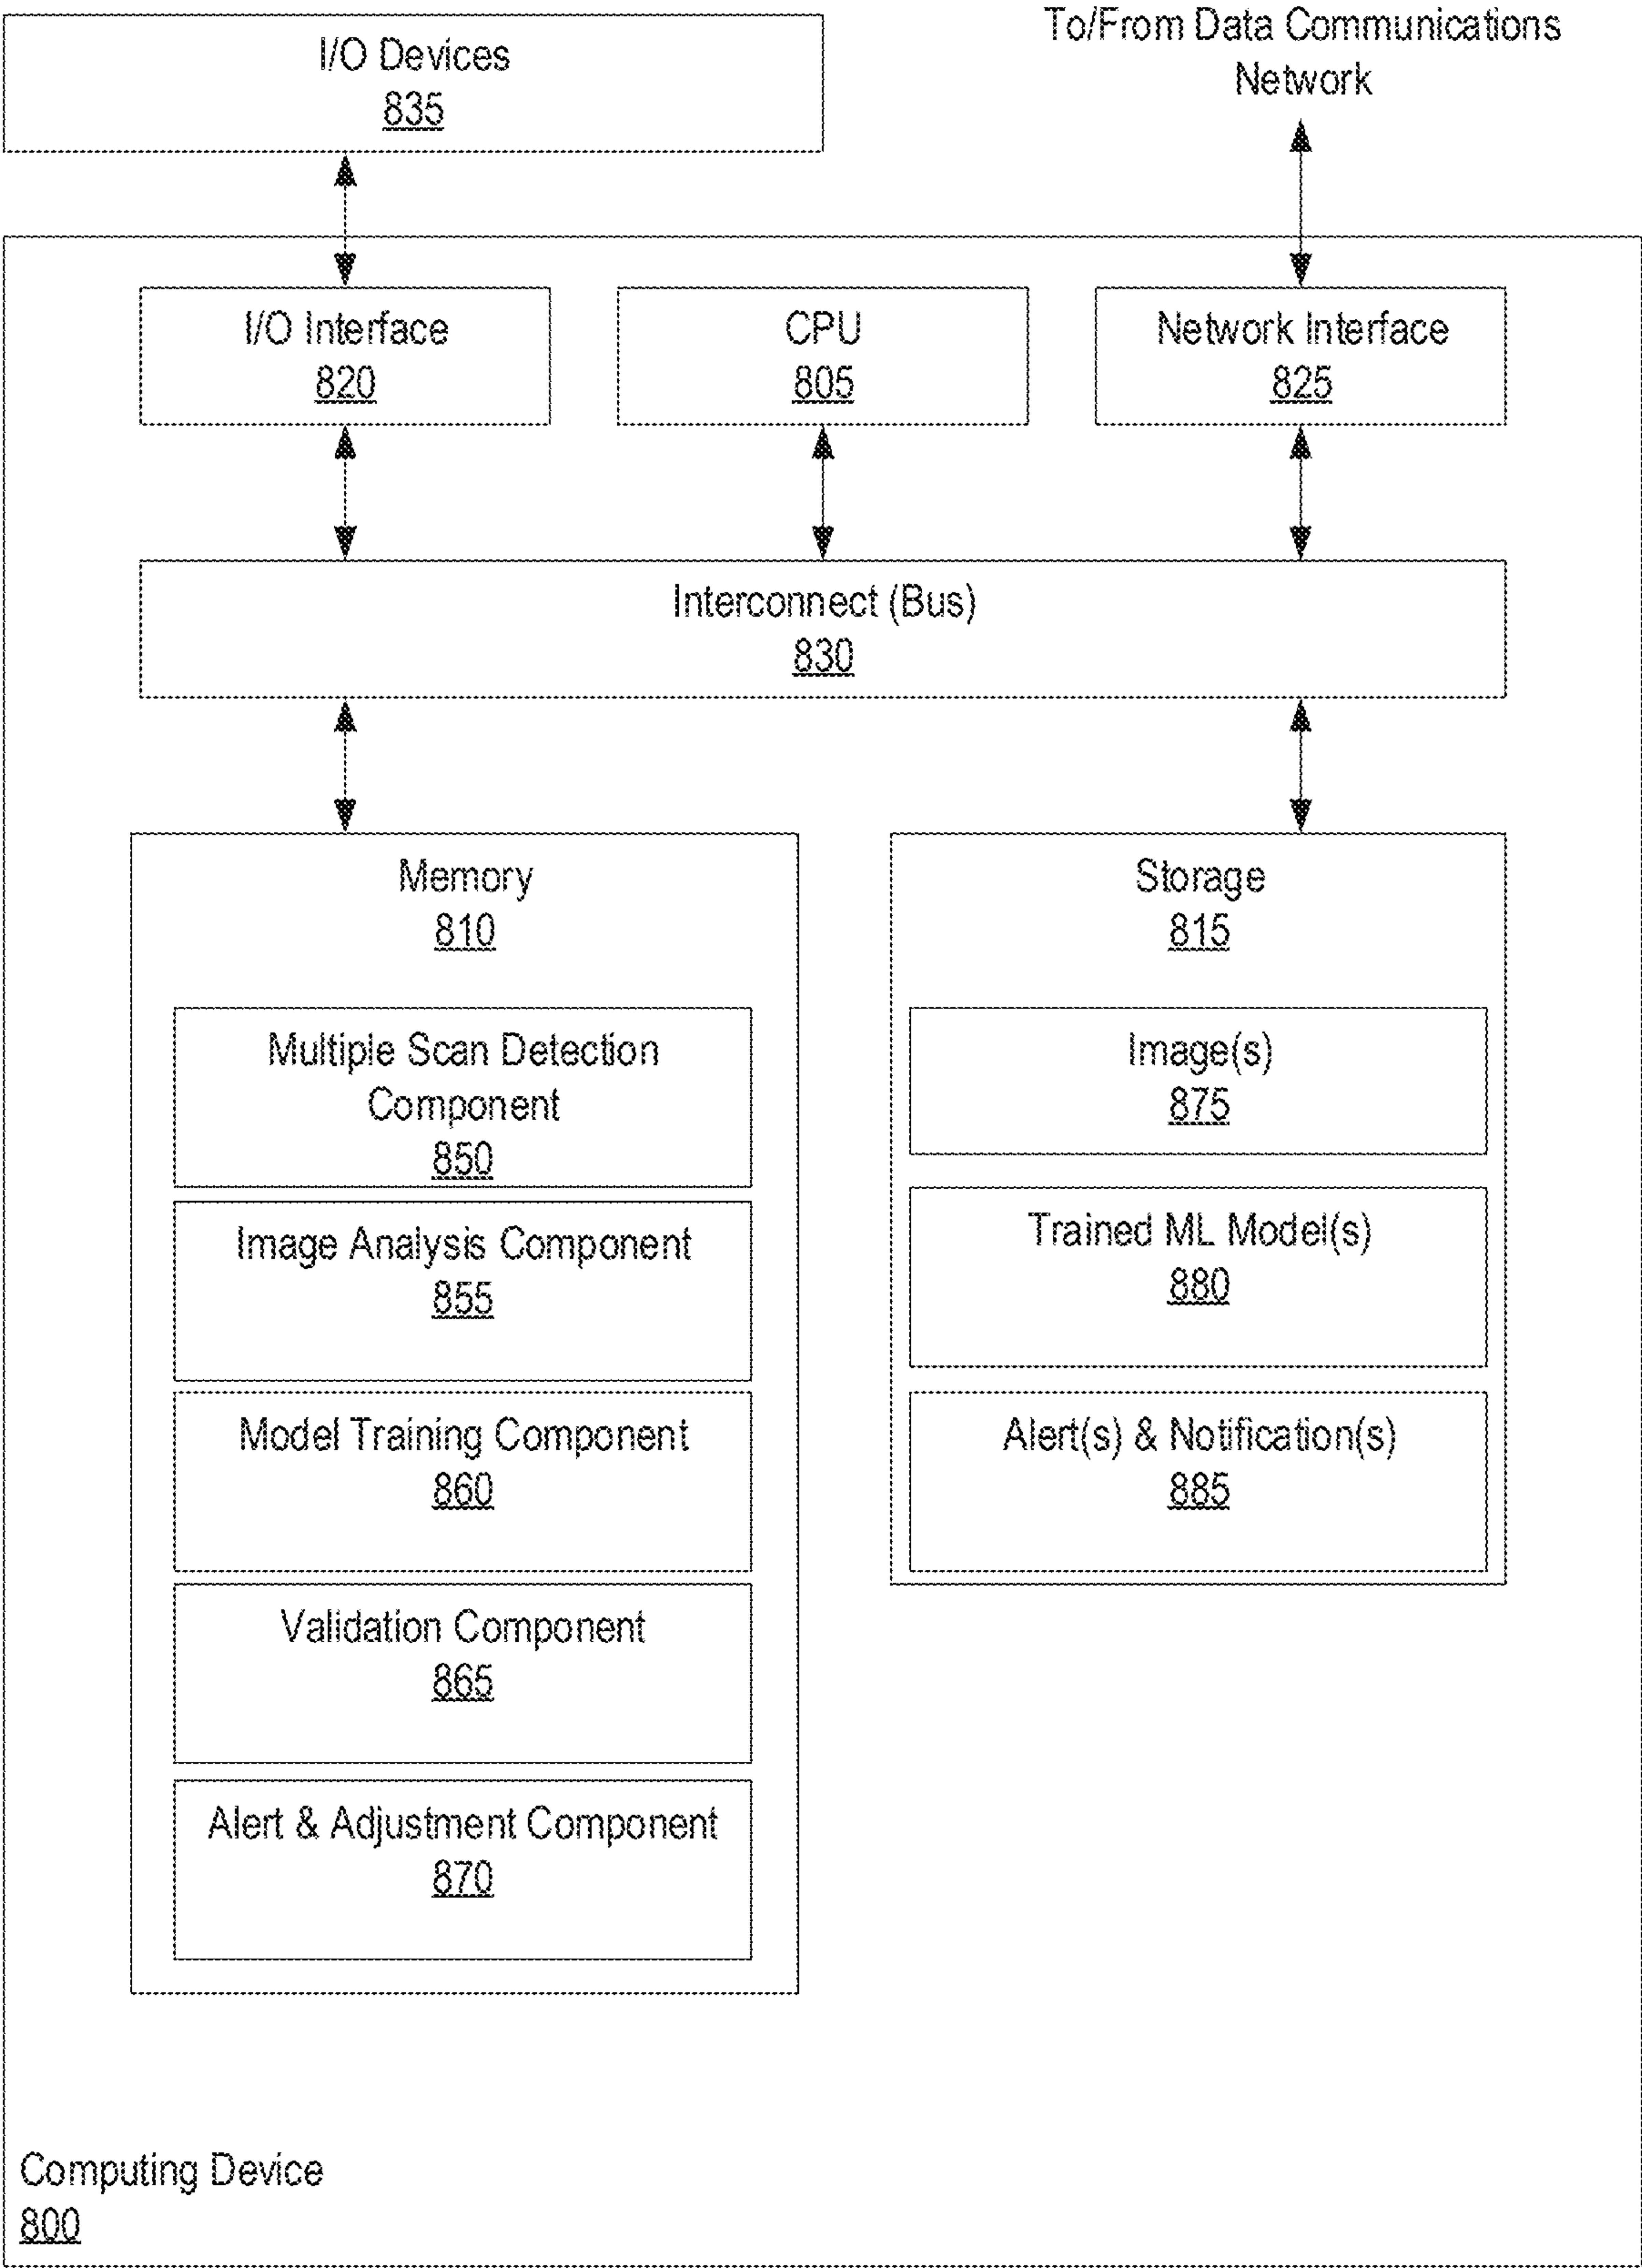 I/O Devices
835
To/From Data Communications
Network
I/O Interface
820
CPU
805
Network Interface
825
Interconnect (Bus)
830
Memory
810
Multiple Scan Detection
Component
850
Image Analysis Component
855
Model Training Component
860
Validation Component
865
Alert & Adjustment Component
870
Storage
815
Image(s)
875
Trained ML Model(s)
880
Alert(s) & Notification(s)
885
Computing Device
800